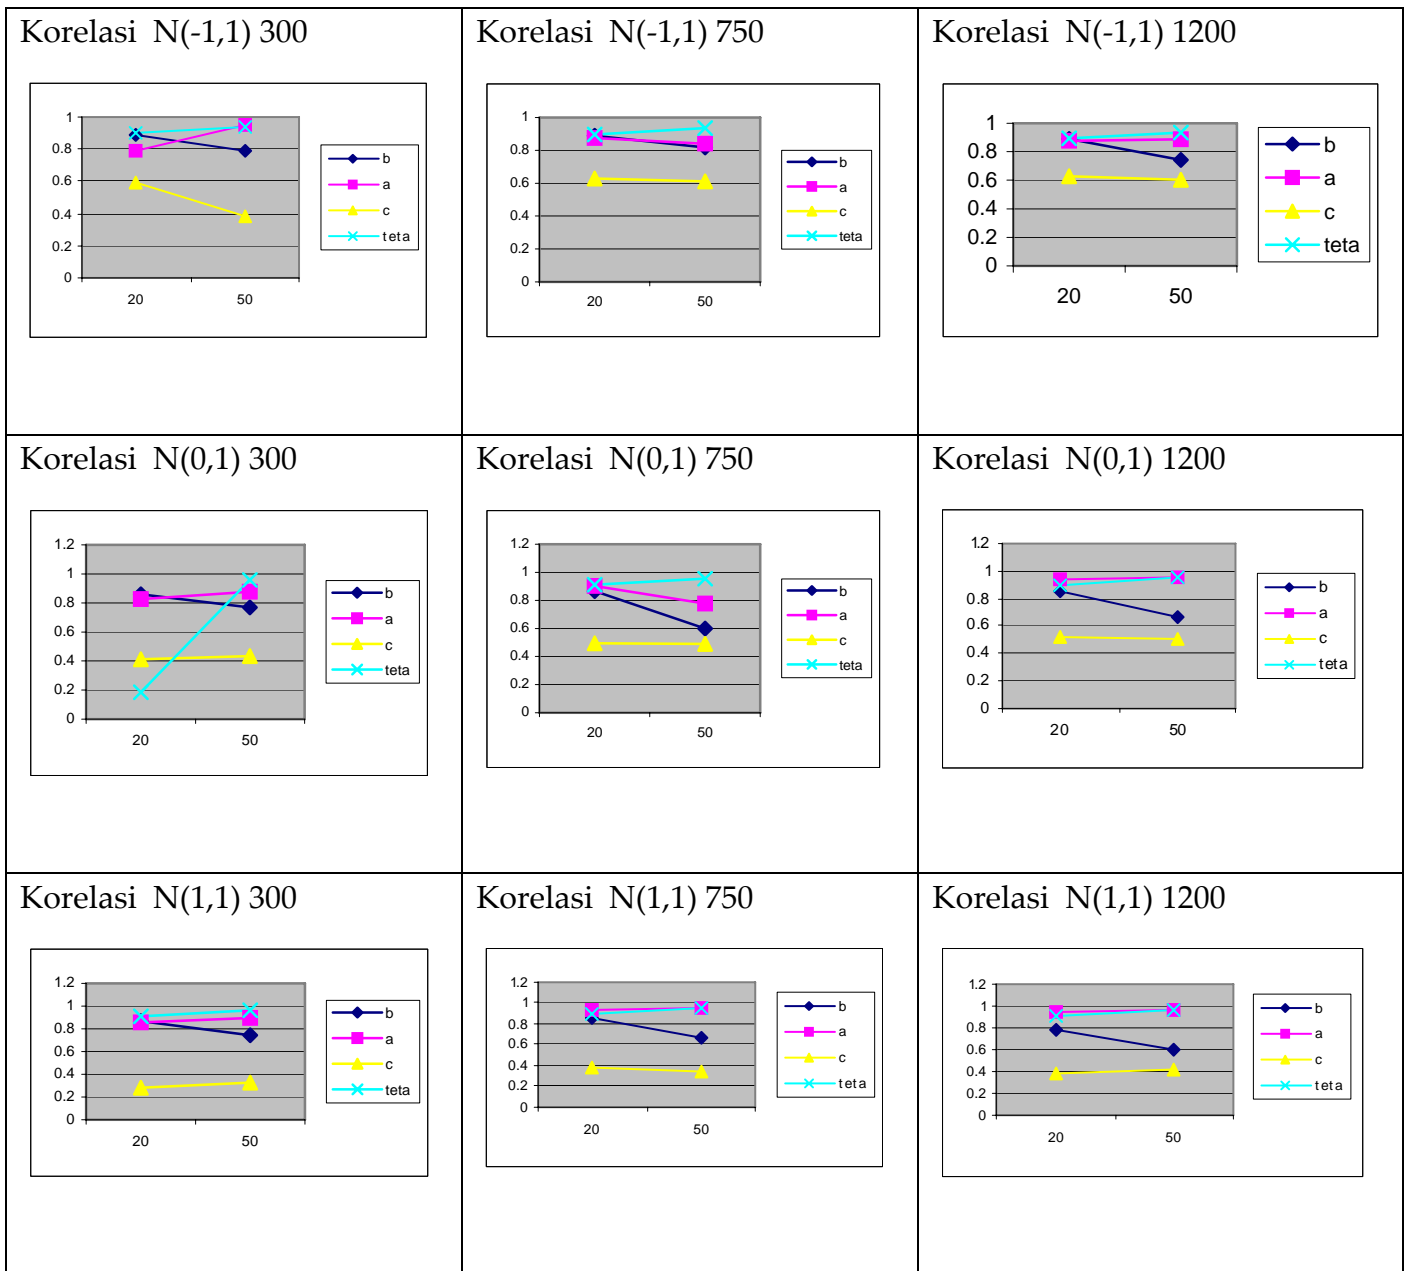 Korelasi N(-1,1) 300
1
0.8
0.6
0.4
0.2
0
20 50
b
a
c
teta
Korelasi N(-1,1) 750
1
0.8
0.6
0.4
0.2
0
20 50
b
a
c
teta
Korelasi N(-1,1) 1200
1
0.8
0.6
0.4
0.2
0
20 50
b
a
c
teta
Korelasi N(0,1) 300
1.2
1
0.8
0.6
0.4
0.2
0
20 50
b
a
c
teta
Korelasi N(0,1) 750
1.2
1
0.8
0.6
0.4
0.2
0
20 50
b
a
c
teta
Korelasi N(0,1) 1200
1.2
1
0.8
0.6
0.4
0.2
0
20 50
b
a
c
teta
Korelasi N(1,1) 300
1.2
1
0.8
0.6
0.4
0.2
0
20 50
b
a
c
teta
Korelasi N(1,1) 750
1.2
1
0.8
0.6
0.4
0.2
0
20 50
b
a
c
teta
Korelasi N(1,1) 1200
1.2
1
0.8
0.6
0.4
0.2
0
20 50
b
a
c
teta